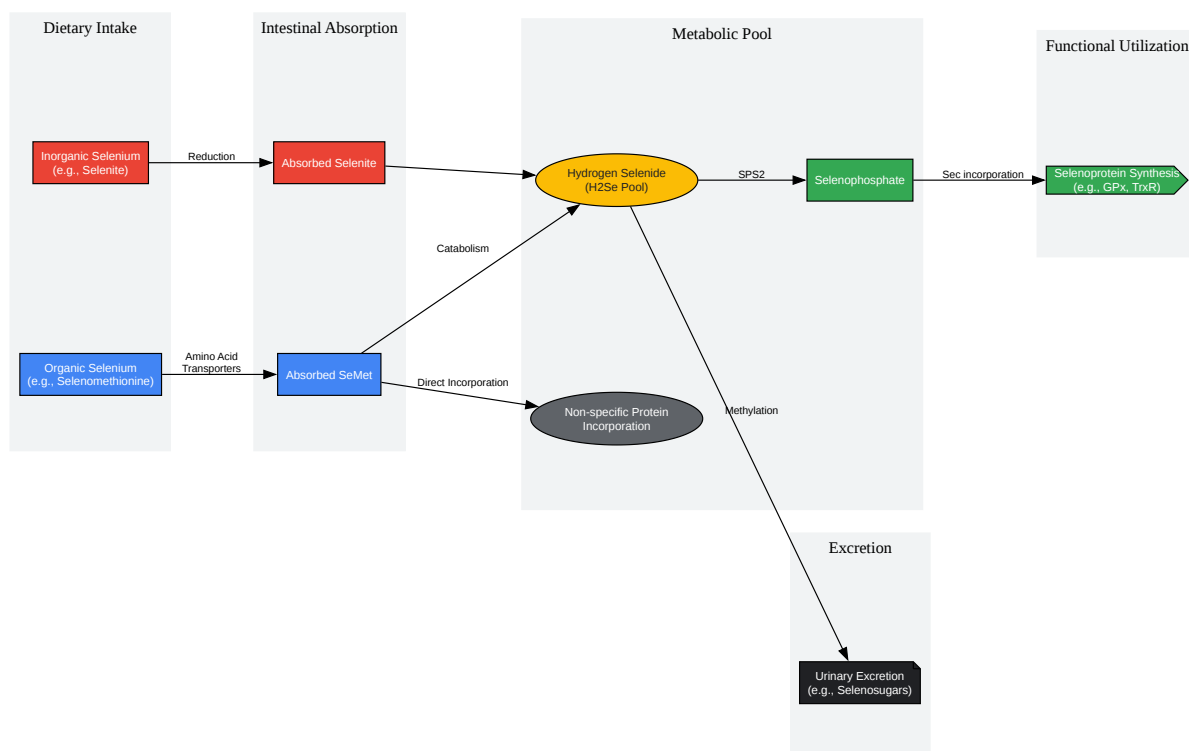 Dietary Intake
Intestinal Absorption
Metabolic Pool
Functional Utilization
Inorganic Selenium
(e.g., Selenite)
Reduction
Absorbed Selenite
Hydrogen Selenide
(H2Se Pool)
SPS2
Selenophosphate
Sec incorporation
Selenoprotein Synthesis
(e.g., GPx, TrxR)
Catabolism
Organic Selenium
(e.g., Selenomethionine)
Amino Acid
Transporters
Absorbed SeMet
Direct Incorporation
Non-specific Protein
Incorporation
Methylation
Excretion
Urinary Excretion
(e.g., Selenosugars)